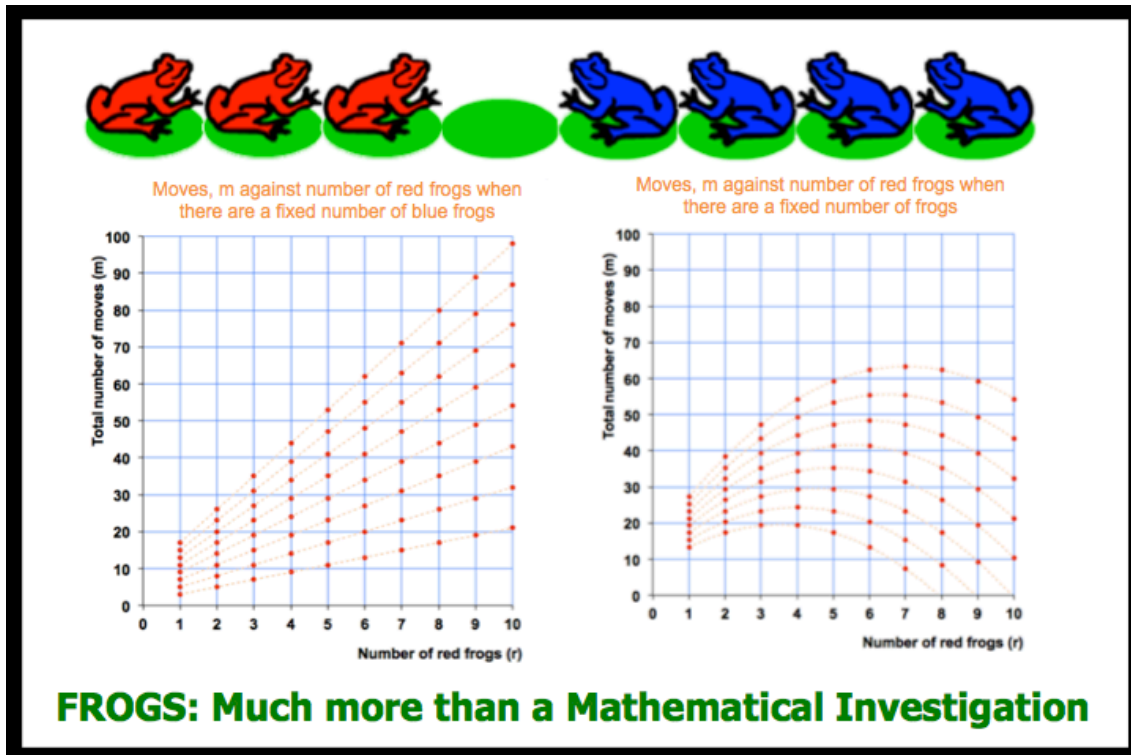 Moves, m against number of red frogs when
there are a fixed number of blue frogs
Moves, m against number of red frogs when
there are a fixed number of frogs
Total number of moves (m)
100
90
80
70
60
50
40
30
20
10
0
0 1 2 3 4 5 6 7 8 9 10
Number of red frogs (r)
Total number of moves (m)
100
90
80
70
60
50
40
30
20
10
0
0 1 2 3 4 5 6 7 8 9 10
Number of red frogs (r)
FROGS: Much more than a Mathematical Investigation